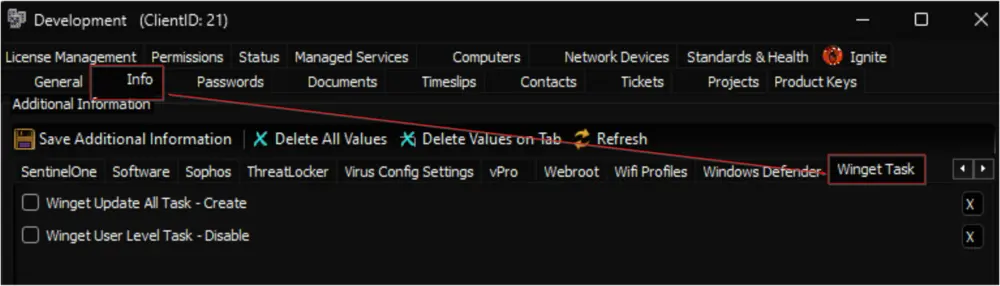 Development (ClientID: 21)
License Management Permissions Status Managed Services Computers Network Devices Standards & Health Ignite
General Info Passwords Documents Timeslips Contacts Tickets Projects Product Keys
Additional Information
Save Additional Information Delete All Values Delete Values on Tab Refresh
SentinelOne Software Sophos ThreatLocker Virus Config Settings vPro Webroot Wifi Profiles Windows Defender Winget Task
Winget Update All Task - Create X
Winget User Level Task - Disable X